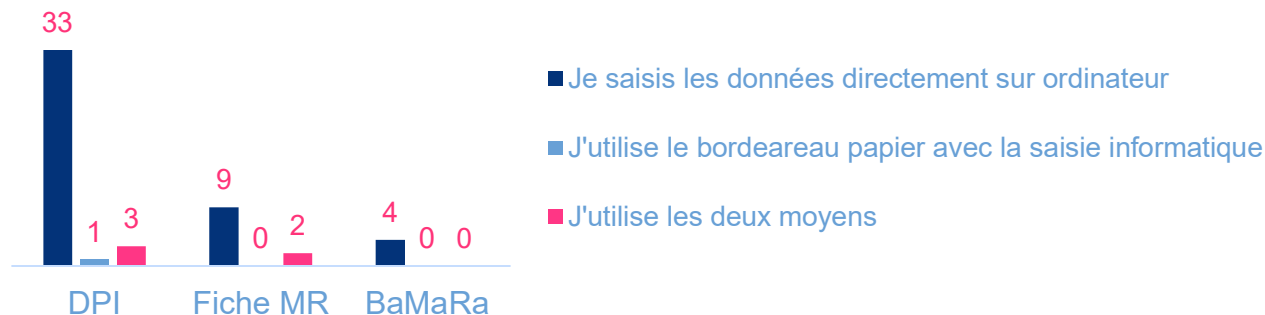 33
1
3
9
0
2
4
0
0
DPI
Fiche MR
BaMaRa
Je saisis les données directement sur ordinateur
J'utilise le bordeareau papier avec la saisie informatique
J'utilise les deux moyens